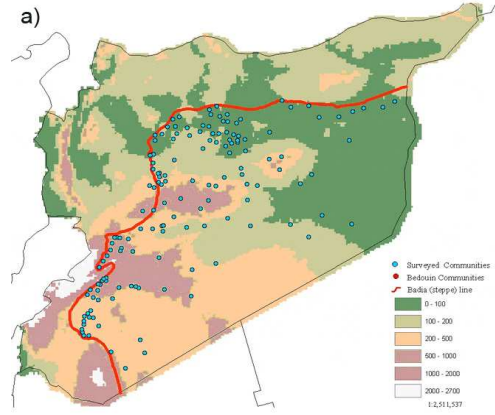 a)
Surveyed Communities
Bedouin Communities
Badia (steppe) line
0 - 100
100 - 200
200 - 500
500 - 1000
1000 - 2000
2000 - 2700
1:2,511,537